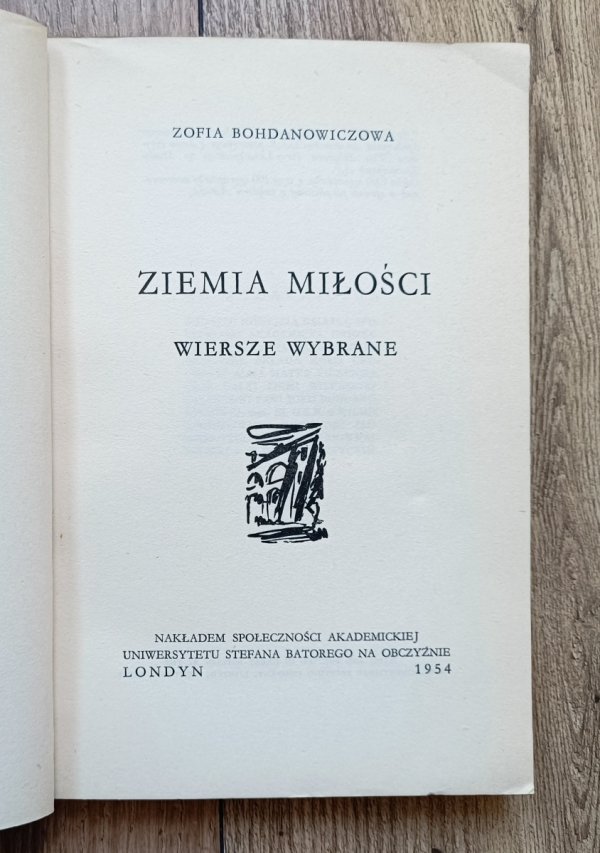 ZOFIA BOHDANOWICZOWA
ZIEMIA MIŁOŚCI
WIERSZE WYBRANE
NAKŁADEM SPOŁECZNOŚCI AKADEMICKIEJ
UNIWERSYTETU STEFANA BATOREGO NA OBCZYŹNIE
LONDYN 1954